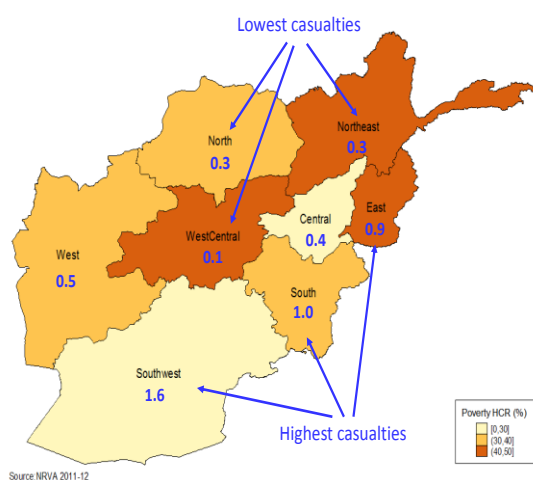 Lowest casualties
North
0.3
Northeast
0.3
WestCentral
0.1
Central
0.4
East
0.9
West
0.5
South
1.0
Southwest
1.6
Highest casualties
Poverty HCR (%)
[0,30]
(30,40]
(40,50]
Source:NRVA 2011-12